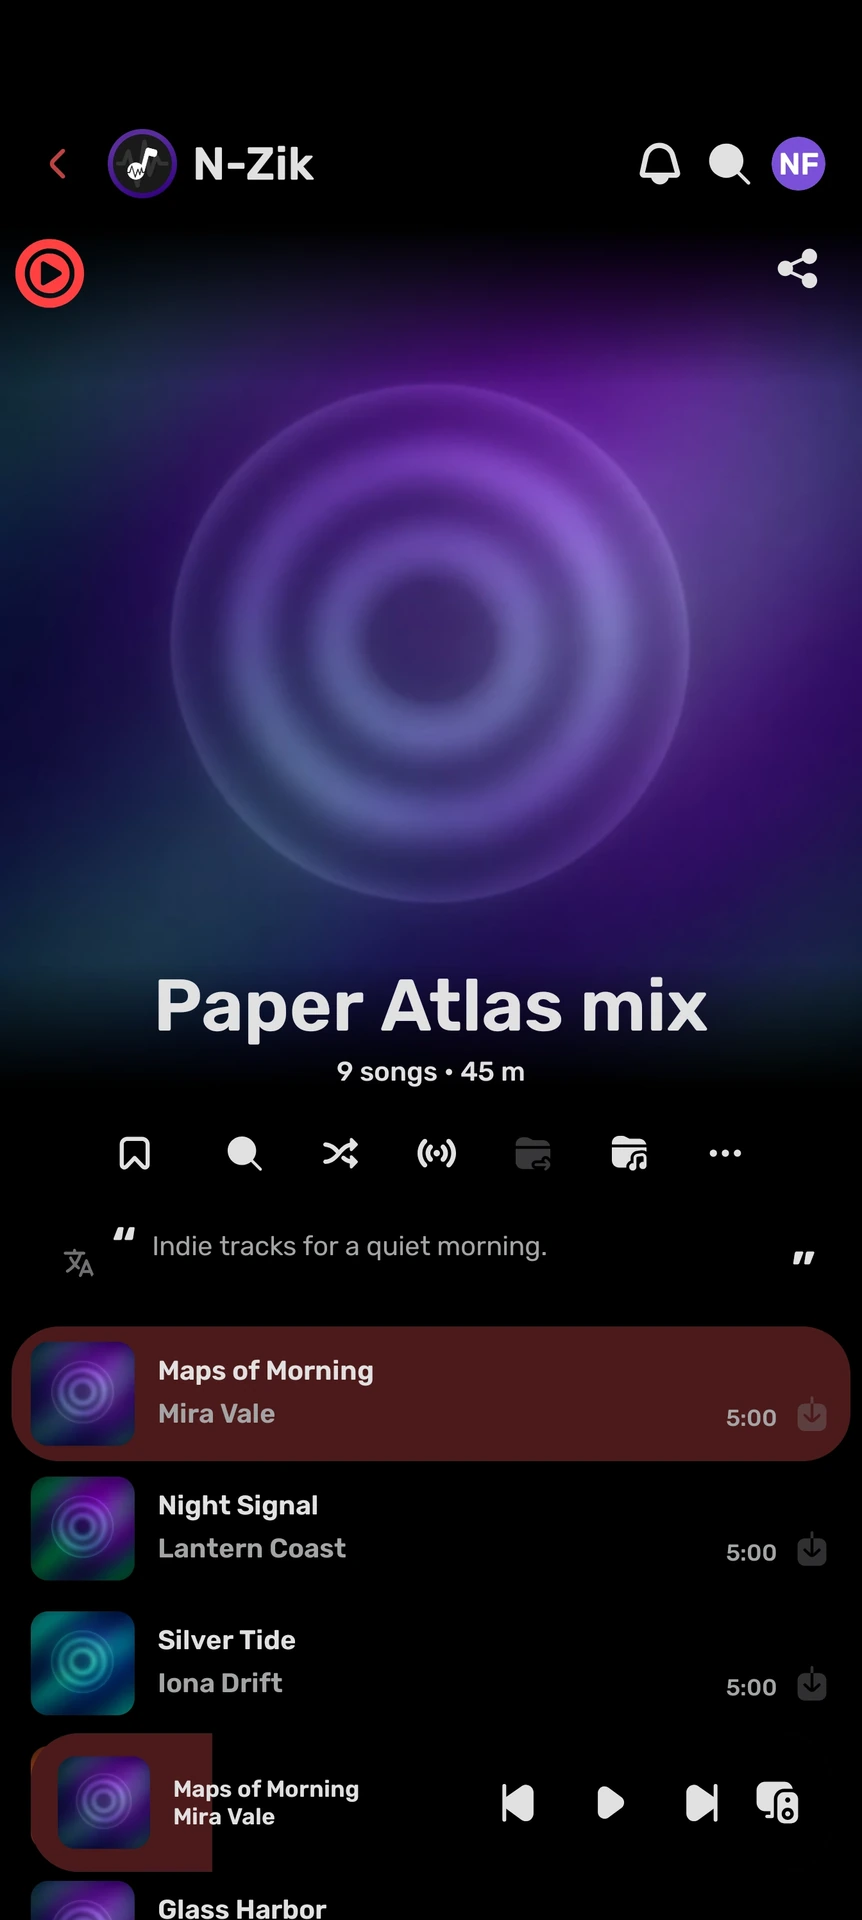 N-Zik
NF
Paper Atlas mix
9 songs • 45 m
“ Indie tracks for a quiet morning. ”
Maps of Morning
Mira Vale
5:00
Night Signal
Lantern Coast
5:00
Silver Tide
Iona Drift
5:00
Maps of Morning
Mira Vale
Glass Harbor